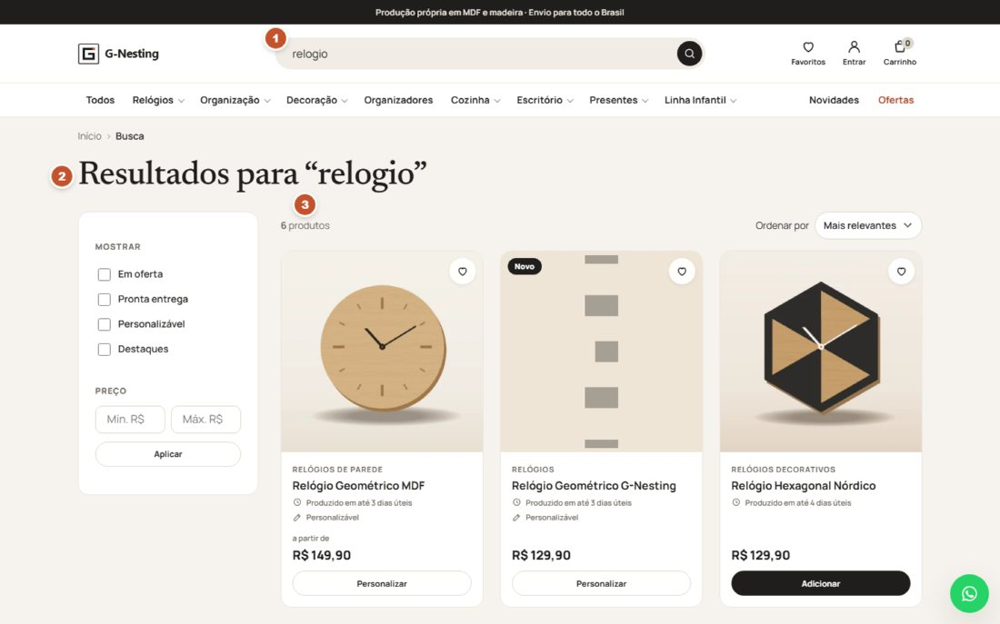 Produção própria em MDF e madeira · Envio para todo o Brasil
1
G-Nesting
relogio
Favoritos
Entrar
0
Carrinho
Todos
Relógios
Organização
Decoração
Organizadores
Cozinha
Escritório
Presentes
Linha Infantil
Novidades
Ofertas
Início › Busca
2
Resultados para “relogio”
3
6 produtos
Ordenar por
Mais relevantes
MOSTRAR
Em oferta
Pronta entrega
Personalizável
Destaques
PREÇO
Mín. R$
Máx. R$
Aplicar
RELÓGIOS DE PAREDE
Relógio Geométrico MDF
Produzido em até 3 dias úteis
Personalizável
a partir de
R$ 149,90
Personalizar
Novo
RELÓGIOS
Relógio Geométrico G-Nesting
Produzido em até 3 dias úteis
Personalizável
R$ 129,90
Personalizar
RELÓGIOS DECORATIVOS
Relógio Hexagonal Nórdico
Produzido em até 4 dias úteis
R$ 129,90
Adicionar